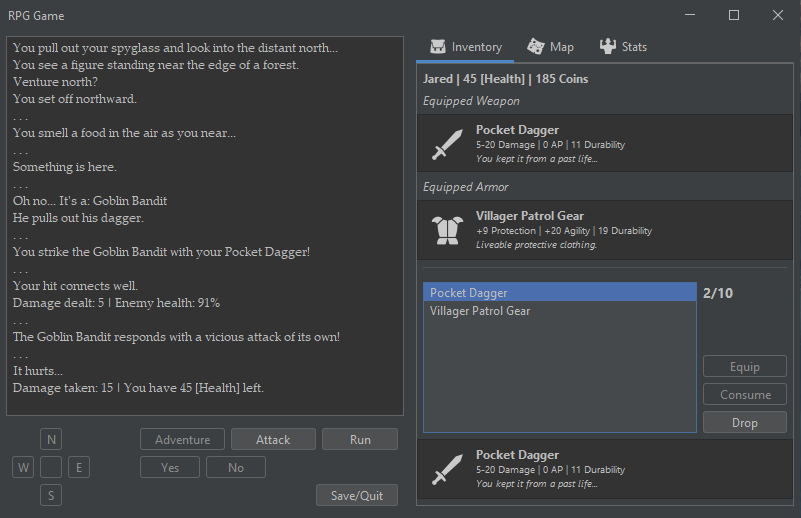 RPG Game
You pull out your spyglass and look into the distant north...
You see a figure standing near the edge of a forest.
Venture north?
You set off northward.
. . .
You smell a food in the air as you near...
. . .
Something is here.
. . .
Oh no... It's a: Goblin Bandit
He pulls out his dagger.
. . .
You strike the Goblin Bandit with your Pocket Dagger!
. . .
Your hit connects well.
Damage dealt: 5 | Enemy health: 91%
. . .
The Goblin Bandit responds with a vicious attack of its own!
. . .
It hurts...
Damage taken: 15 | You have 45 [Health] left.
N
W
E
S
Adventure
Attack
Run
Yes
No
Save/Quit
Inventory
Map
Stats
Jared | 45 [Health] | 185 Coins
Equipped Weapon
Pocket Dagger
5-20 Damage | 0 AP | 11 Durability
You kept it from a past life...
Equipped Armor
Villager Patrol Gear
+9 Protection | +20 Agility | 19 Durability
Liveable protective clothing.
Pocket Dagger
Villager Patrol Gear
2/10
Equip
Consume
Drop
Pocket Dagger
5-20 Damage | 0 AP | 11 Durability
You kept it from a past life...